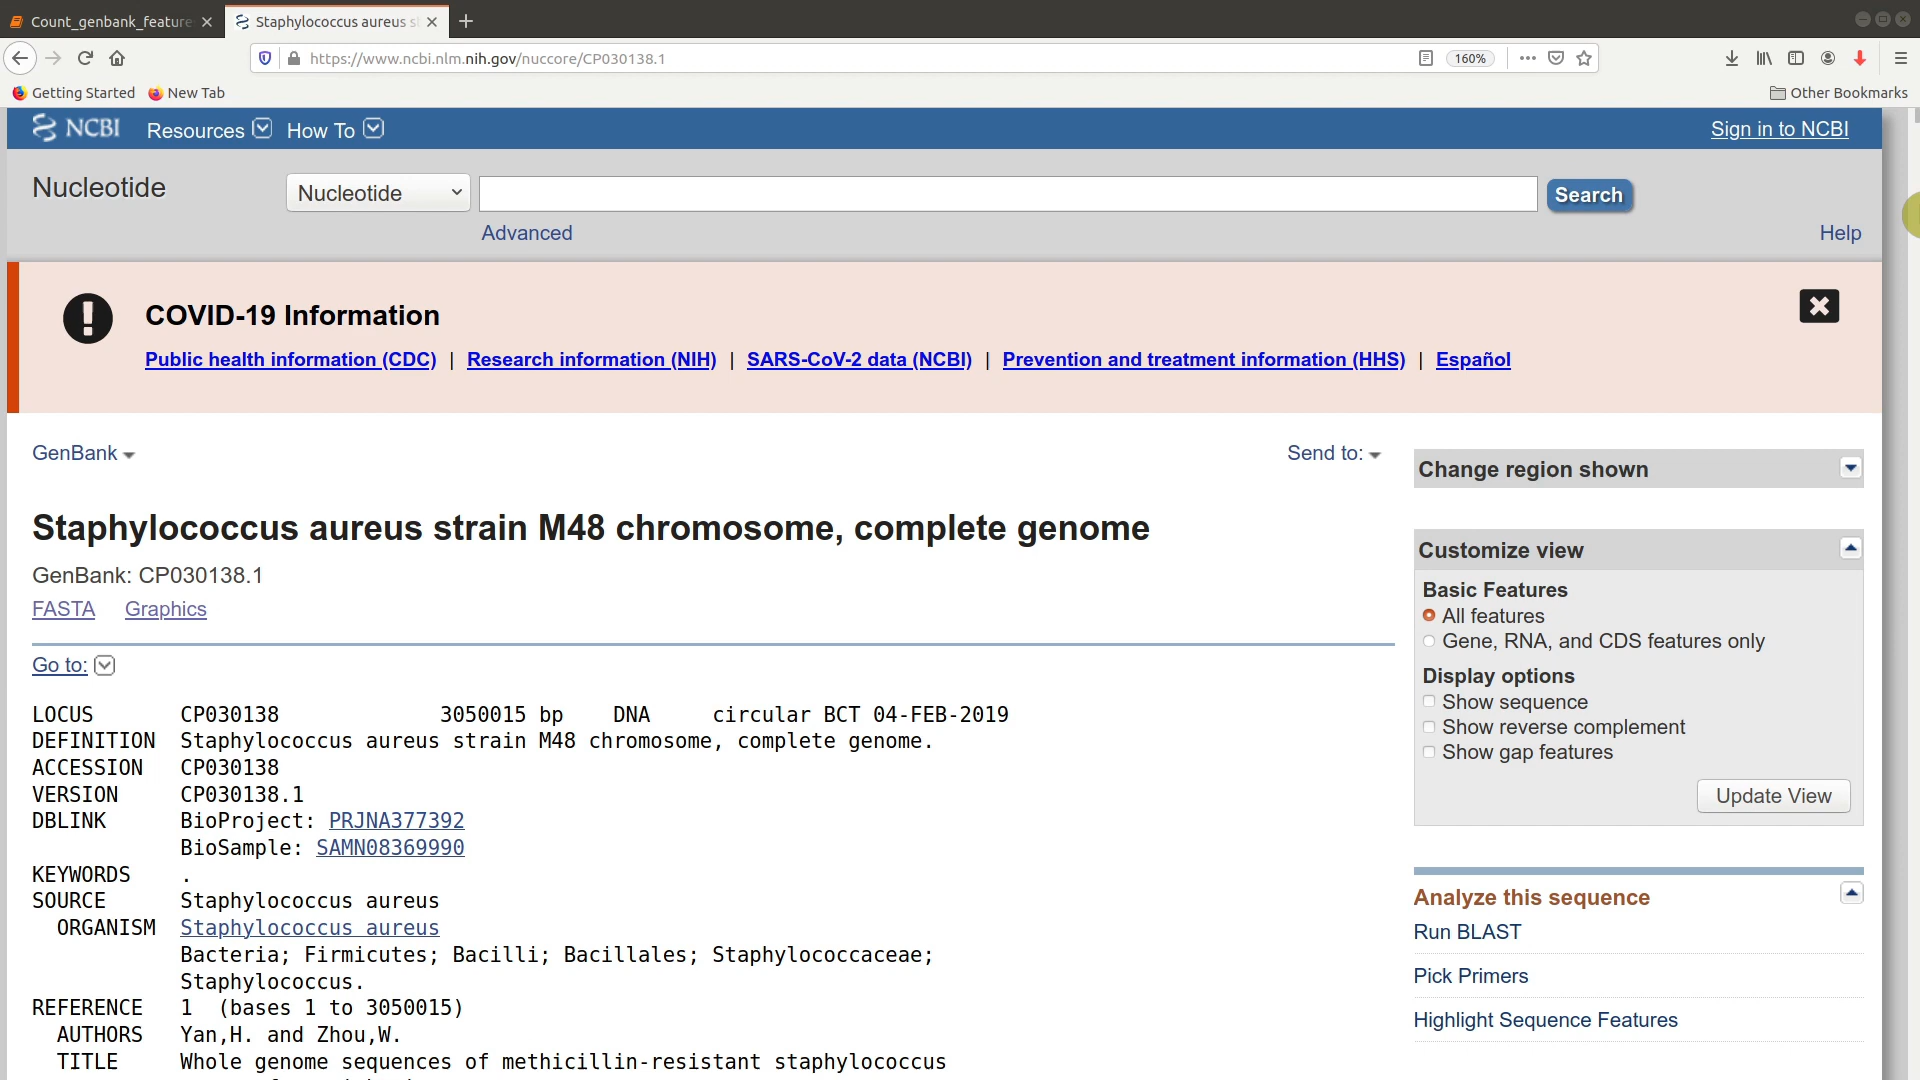 Count_genbank_feature
Staphylococcus aureus
https://www.ncbi.nlm.nih.gov/nuccore/CP030138.1
160%
Getting Started
New Tab
Other Bookmarks
NCBI
Resources
How To
Sign in to NCBI
Nucleotide
Nucleotide
Search
Advanced
Help
COVID-19 Information
Public health information (CDC) | Research information (NIH) | SARS-CoV-2 data (NCBI) | Prevention and treatment information (HHS) | Español
GenBank
Send to:
Change region shown
Staphylococcus aureus strain M48 chromosome, complete genome
GenBank: CP030138.1
FASTA Graphics
Customize view
Basic Features
All features
Gene, RNA, and CDS features only
Display options
Show sequence
Show reverse complement
Show gap features
Update View
Go to:
LOCUS CP030138 3050015 bp DNA circular BCT 04-FEB-2019
DEFINITION Staphylococcus aureus strain M48 chromosome, complete genome.
ACCESSION CP030138
VERSION CP030138.1
DBLINK BioProject: PRJNA377392
BioSample: SAMN08369990
KEYWORDS .
SOURCE Staphylococcus aureus
ORGANISM Staphylococcus aureus
Bacteria; Firmicutes; Bacilli; Bacillales; Staphylococcaceae;
Staphylococcus.
REFERENCE 1 (bases 1 to 3050015)
AUTHORS Yan,H. and Zhou,W.
TITLE Whole genome sequences of methicillin-resistant staphylococcus
Analyze this sequence
Run BLAST
Pick Primers
Highlight Sequence Features